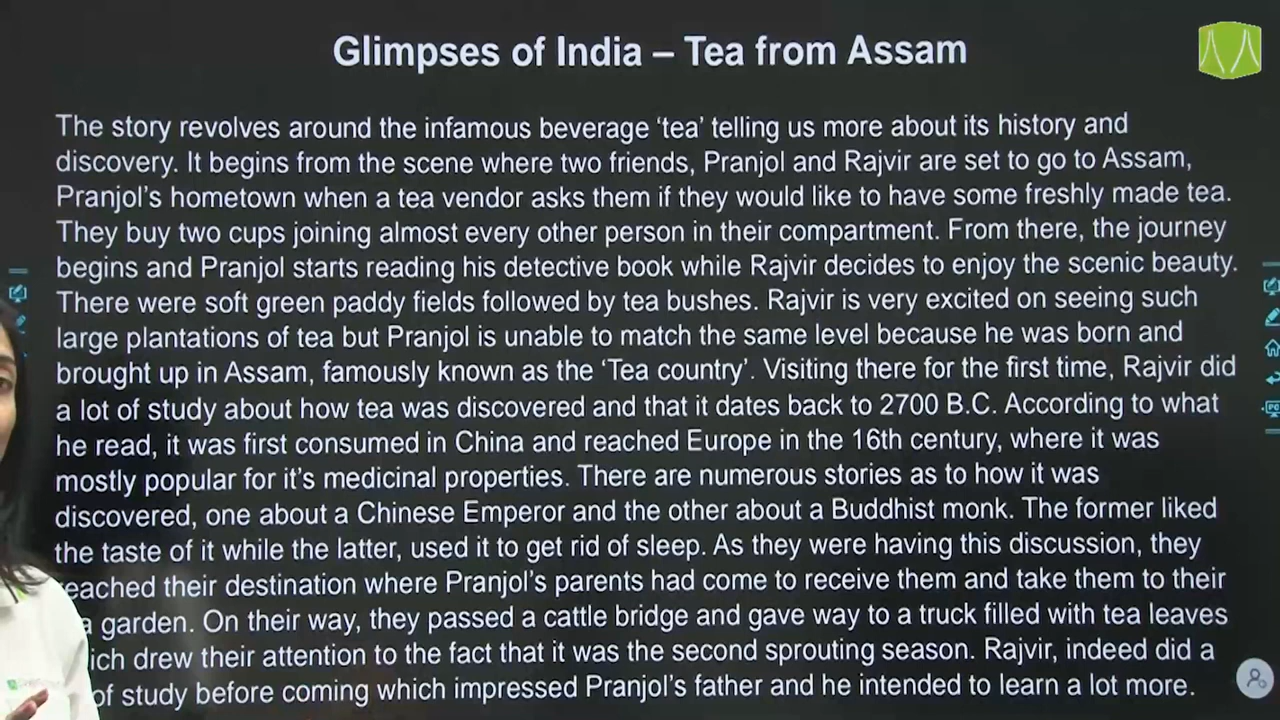 Glimpses of India – Tea from Assam
The story revolves around the infamous beverage ‘tea’ telling us more about its history and
discovery. It begins from the scene where two friends, Pranjol and Rajvir are set to go to Assam,
Pranjol’s hometown when a tea vendor asks them if they would like to have some freshly made tea.
They buy two cups joining almost every other person in their compartment. From there, the journey
begins and Pranjol starts reading his detective book while Rajvir decides to enjoy the scenic beauty.
There were soft green paddy fields followed by tea bushes. Rajvir is very excited on seeing such
large plantations of tea but Pranjol is unable to match the same level because he was born and
brought up in Assam, famously known as the ‘Tea country’. Visiting there for the first time, Rajvir did
a lot of study about how tea was discovered and that it dates back to 2700 B.C. According to what
he read, it was first consumed in China and reached Europe in the 16th century, where it was
mostly popular for it’s medicinal properties. There are numerous stories as to how it was
discovered, one about a Chinese Emperor and the other about a Buddhist monk. The former liked
the taste of it while the latter, used it to get rid of sleep. As they were having this discussion, they
eached their destination where Pranjol’s parents had come to receive them and take them to their
a garden. On their way, they passed a cattle bridge and gave way to a truck filled with tea leaves
ich drew their attention to the fact that it was the second sprouting season. Rajvir, indeed did a
of study before coming which impressed Pranjol’s father and he intended to learn a lot more.